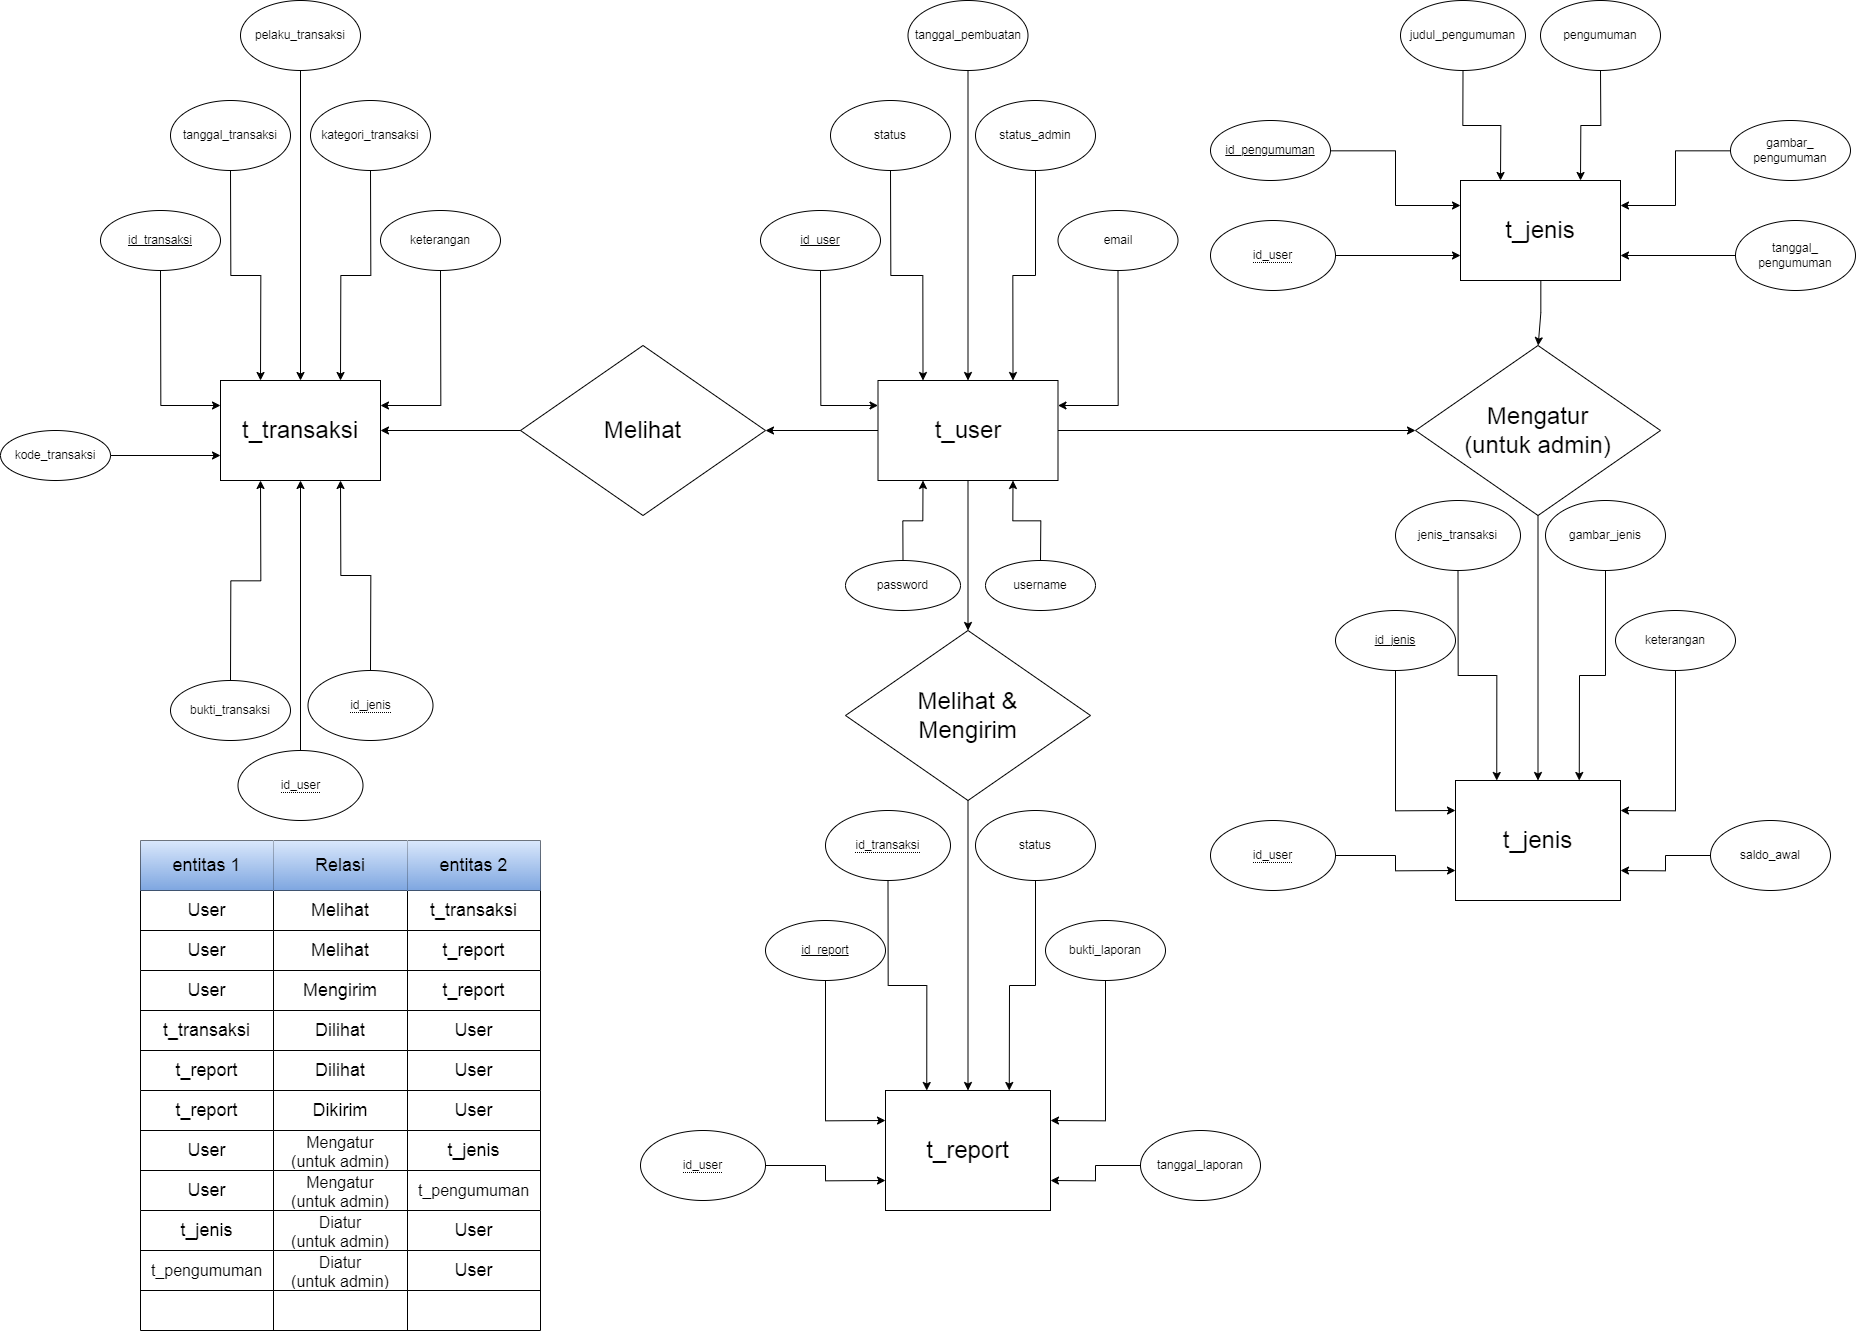 pelaku_transaksi
tanggal_transaksi
kategori_transaksi
id_transaksi
keterangan
t_transaksi
kode_transaksi
bukti_transaksi
id_jenis
id_user
Melihat
tanggal_pembuatan
status
status_admin
id_user
email
t_user
password
username
judul_pengumuman
pengumuman
id_pengumuman
gambar_
pengumuman
t_jenis
id_user
tanggal_
pengumuman
Mengatur
(untuk admin)
jenis_transaksi
gambar_jenis
id_jenis
keterangan
t_jenis
id_user
saldo_awal
Melihat &
Mengirim
id_transaksi
status
id_report
bukti_laporan
t_report
id_user
tanggal_laporan
entitas 1 Relasi entitas 2
User Melihat t_transaksi
User Melihat t_report
User Mengirim t_report
t_transaksi Dilihat User
t_report Dilihat User
t_report Dikirim User
User Mengatur
(untuk admin) t_jenis
User Mengatur
(untuk admin) t_pengumuman
t_jenis Diatur
(untuk admin) User
t_pengumuman Diatur
(untuk admin) User